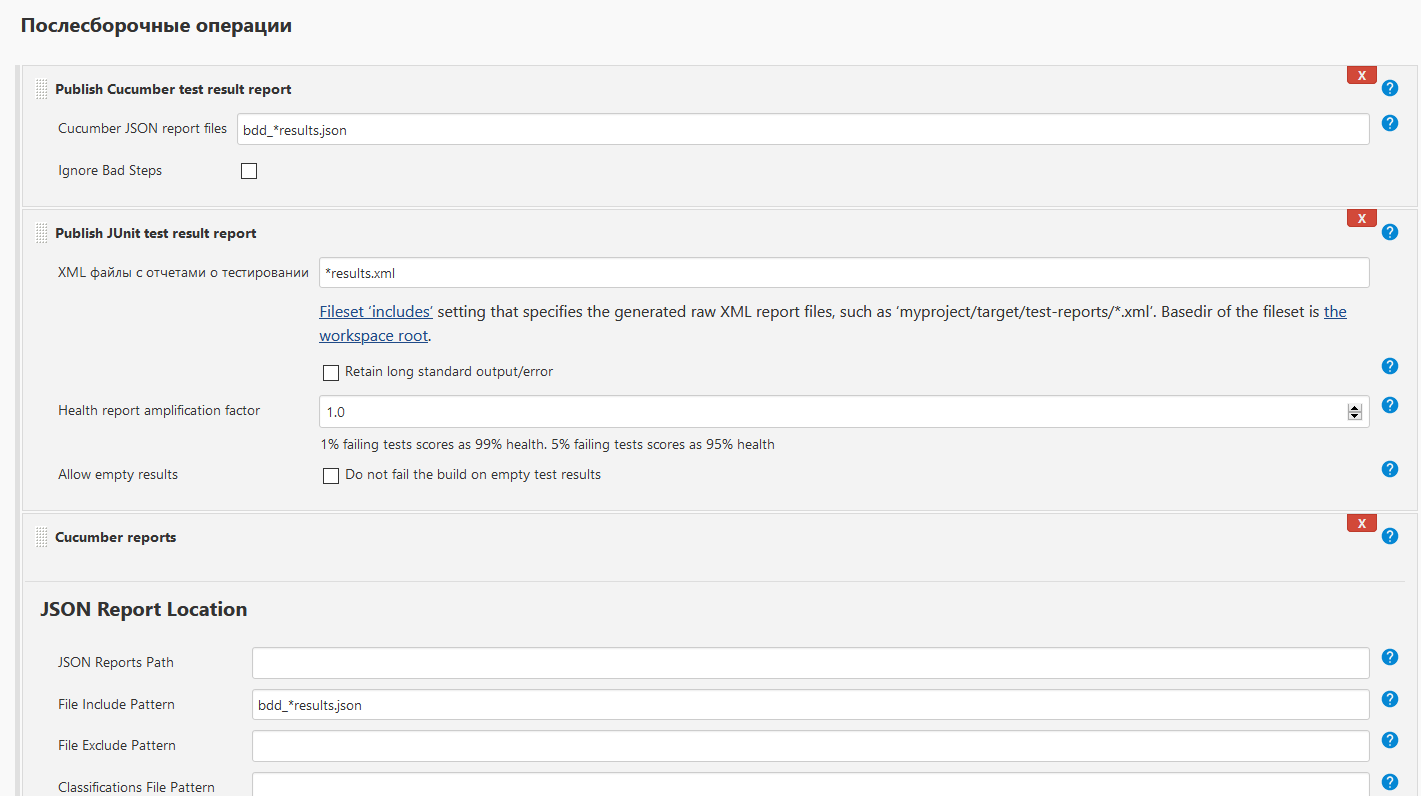 Послесборочные операции
X
Publish Cucumber test result report
?
Cucumber JSON report files
bdd_*results.json
?
Ignore Bad Steps
X
Publish JUnit test result report
?
XML файлы с отчетами о тестировании
*results.xml
Fileset ‘includes’ setting that specifies the generated raw XML report files, such as ‘myproject/target/test-reports/*.xml’. Basedir of the fileset is the
workspace root.
Retain long standard output/error
?
Health report amplification factor
1.0
?
1% failing tests scores as 99% health. 5% failing tests scores as 95% health
Allow empty results
Do not fail the build on empty test results
?
X
Cucumber reports
?
JSON Report Location
JSON Reports Path
?
File Include Pattern
bdd_*results.json
?
File Exclude Pattern
?
Classifications File Pattern
?